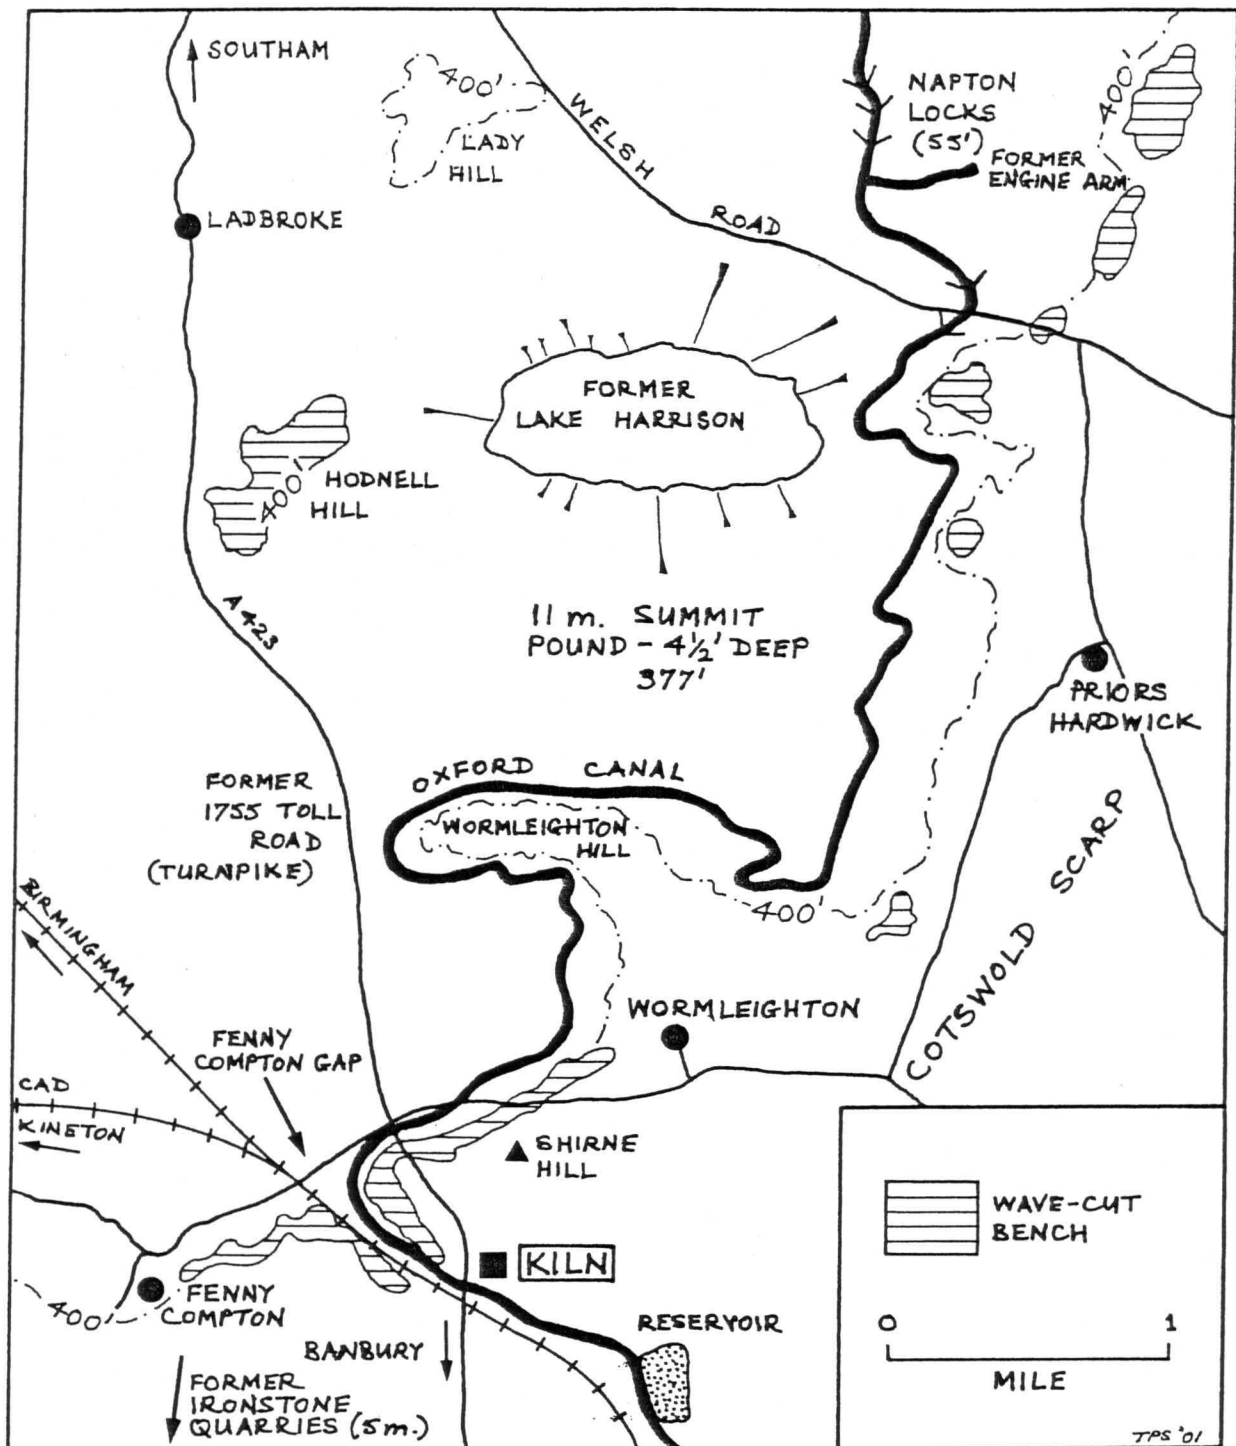 SOUTHAM
400'
LADY
HILL
WELSH
ROAD
NAPTON
LOCKS
(55')
FORMER
ENGINE ARM
400'
LADBROKE
FORMER
LAKE HARRISON
HODNELL
HILL
400'
A423
11 m. SUMMIT
POUND - 4½' DEEP
377'
PRIORS
HARDWICK
OXFORD CANAL
FORMER
1755 TOLL
ROAD
(TURNPIKE)
WORMLEIGHTON
HILL
400'
COTSWOLD SCARP
BIRMINGHAM
FENNY
COMPTON GAP
WORMLEIGHTON
CAD
KINETON
SHIRNE
HILL
KILN
FENNY
COMPTON
400'
BANBURY
RESERVOIR
FORMER
IRONSTONE
QUARRIES (5m.)
WAVE-CUT
BENCH
0 1
MILE
TPS '01